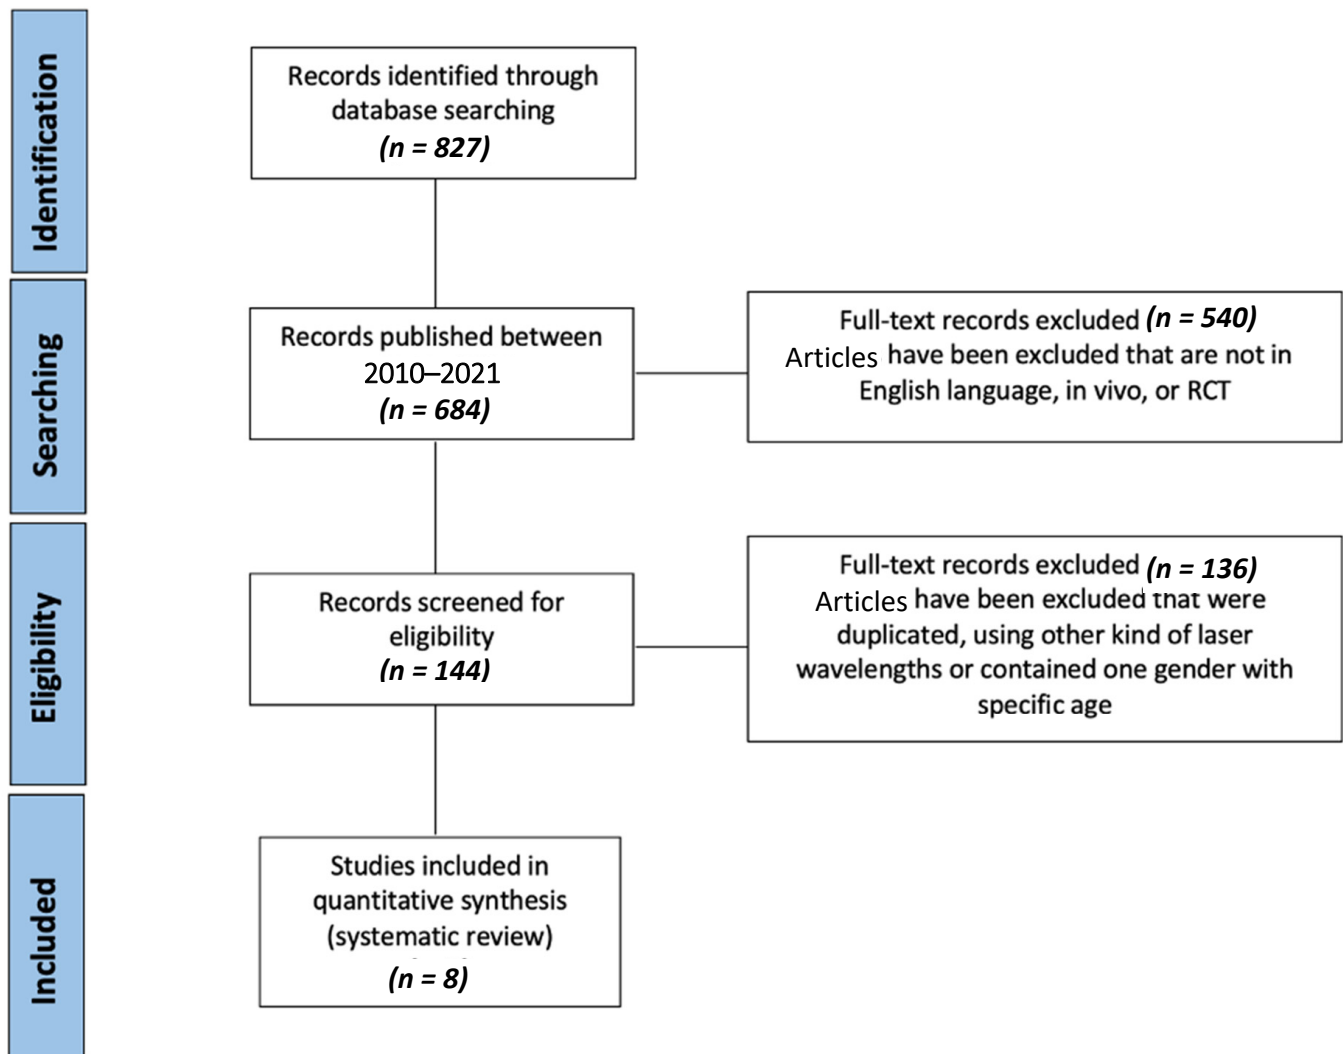 Identification
Records identified through
database searching
(n = 827)
Searching
Records published between
2010–2021
(n = 684)
Full-text records excluded (n = 540)
Articles have been excluded that are not in
English language, in vivo, or RCT
Eligibility
Records screened for
eligibility
(n = 144)
Full-text records excluded (n = 136)
Articles have been excluded that were
duplicated, using other kind of laser
wavelengths or contained one gender with
specific age
Included
Studies included in
quantitative synthesis
(systematic review)
(n = 8)